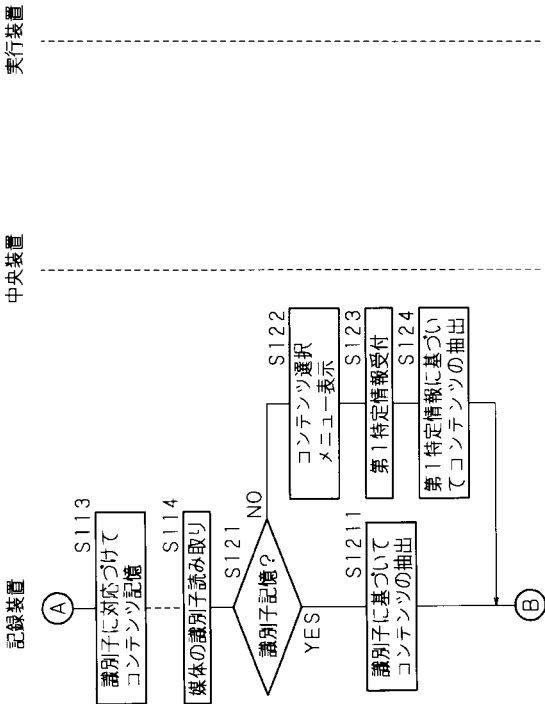 記録装置
中央装置
実行装置
A
S113
識別子に対応づけて
コンテンツ記憶
S114
媒体の識別子読み取り
S121
識別子記憶?
NO
YES
S122
コンテンツ選択
メニュー表示
S123
第1特定情報受付
S124
第1特定情報に基づい
てコンテンツの抽出
S1211
識別子に基づいて
コンテンツの抽出
B